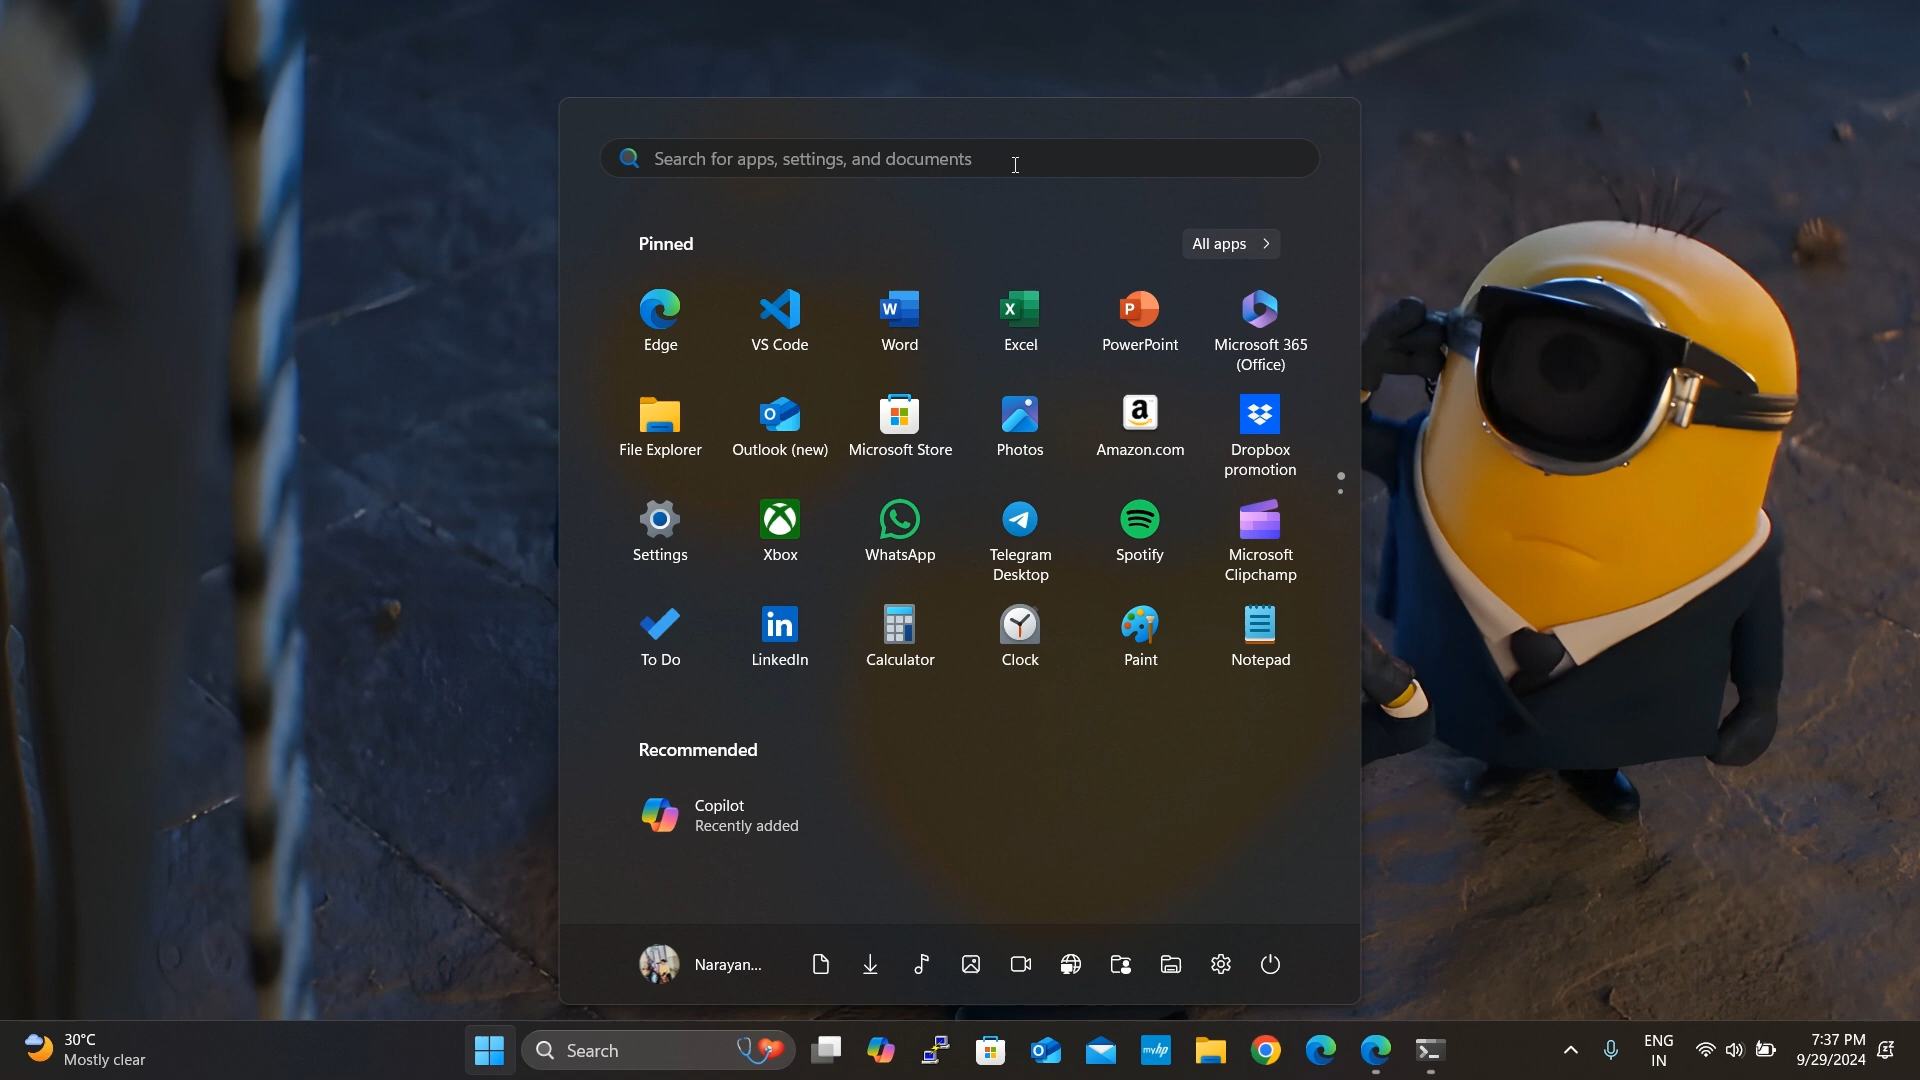 Search for apps, settings, and documents
Pinned
All apps
Edge
VS Code
Word
Excel
PowerPoint
Microsoft 365
(Office)
File Explorer
Outlook (new)
Microsoft Store
Photos
Amazon.com
Dropbox
promotion
Settings
Xbox
WhatsApp
Telegram
Desktop
Spotify
Microsoft
Clipchamp
To Do
LinkedIn
Calculator
Clock
Paint
Notepad
Recommended
Copilot
Recently added
Narayan...
30°C
Mostly clear
Search
myhp
ENG
IN
7:37 PM
9/29/2024